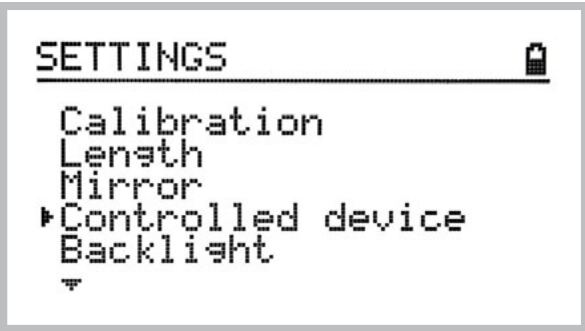 SETTINGS
Calibration
Length
Mirror
Controlled device
Backlight